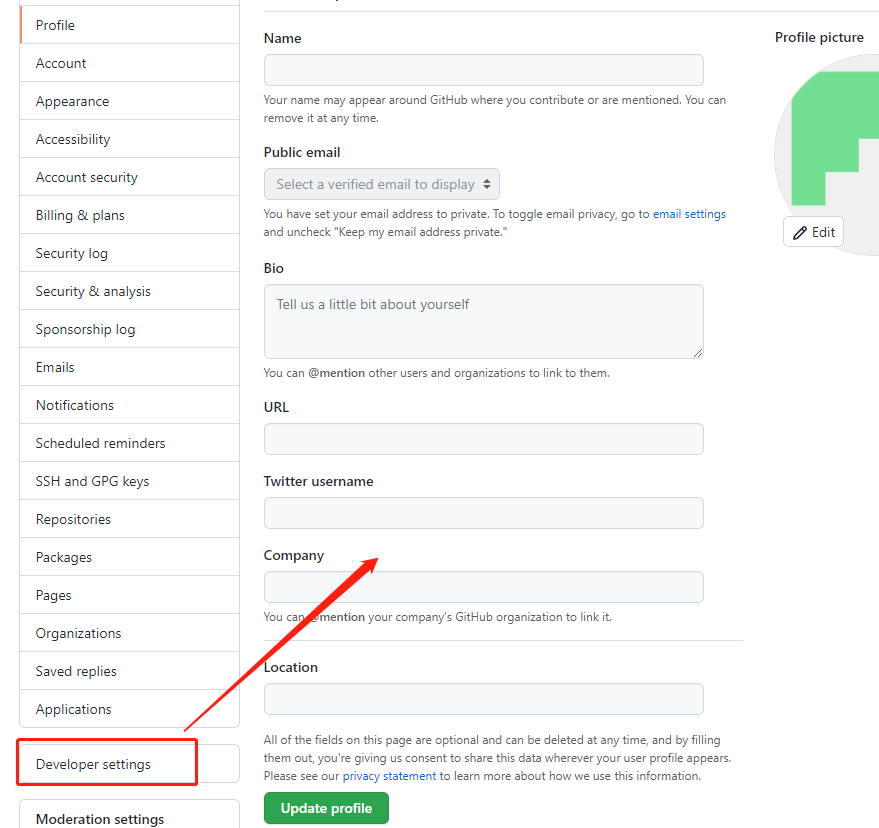 Profile
Account
Appearance
Accessibility
Account security
Billing & plans
Security log
Security & analysis
Sponsorship log
Emails
Notifications
Scheduled reminders
SSH and GPG keys
Repositories
Packages
Pages
Organizations
Saved replies
Applications
Developer settings
Moderation settings
Name
Your name may appear around GitHub where you contribute or are mentioned. You can
remove it at any time.
Public email
Select a verified email to display
You have set your email address to private. To toggle email privacy, go to email settings
and uncheck "Keep my email address private."
Bio
Tell us a little bit about yourself
You can @mention other users and organizations to link to them.
URL
Twitter username
Company
You can @mention your company's GitHub organization to link it.
Location
All of the fields on this page are optional and can be deleted at any time, and by filling
them out, you're giving us consent to share this data wherever your user profile appears.
Please see our privacy statement to learn more about how we use this information.
Update profile
Profile picture
Edit